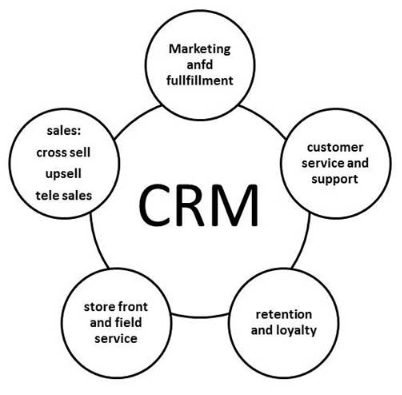 Marketing
anfd
fullfillment
sales:
cross sell
upsell
tele sales
customer
service and
support
CRM
store front
and field
service
retention
and loyalty